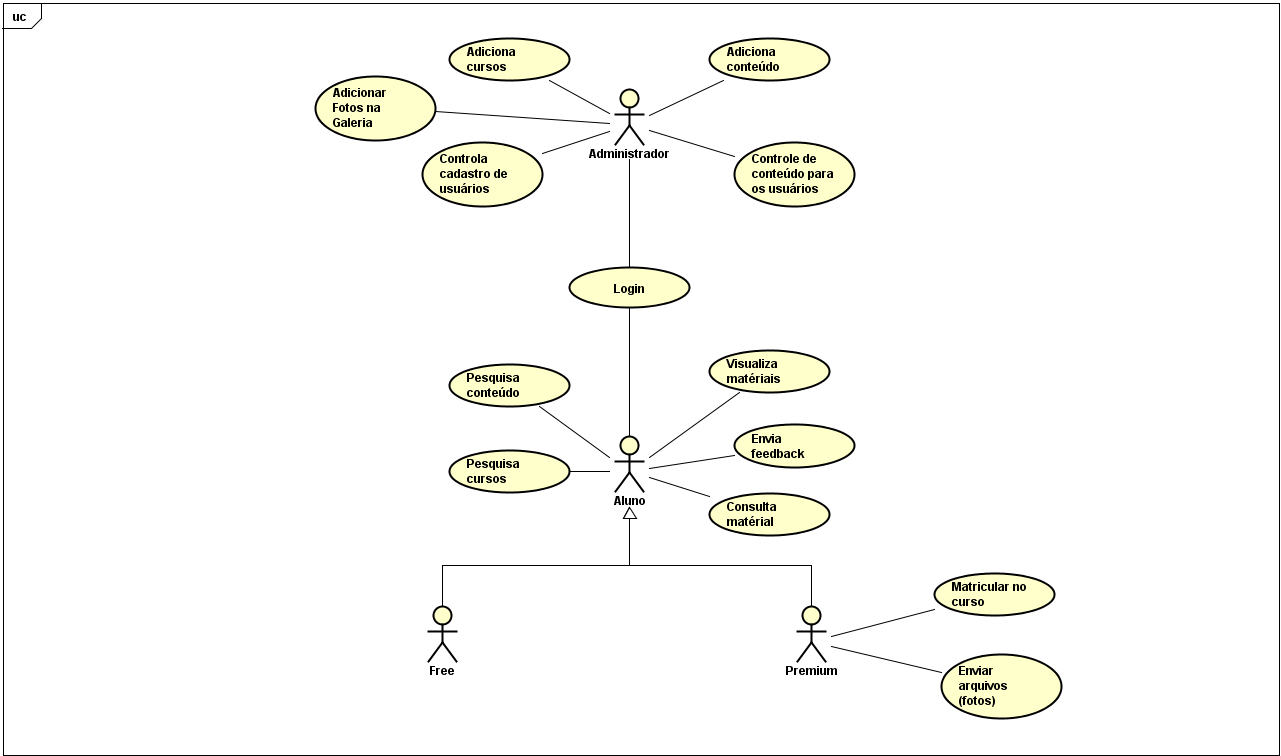 uc
Adiciona
cursos
Adiciona
conteúdo
Adicionar
Fotos na
Galeria
Administrador
Controla
cadastro de
usuários
Controle de
conteúdo para
os usuários
Login
Pesquisa
conteúdo
Visualiza
matériais
Envia
feedback
Pesquisa
cursos
Aluno
Consulta
matérial
Matricular no
curso
Free
Premium
Enviar
arquivos
(fotos)